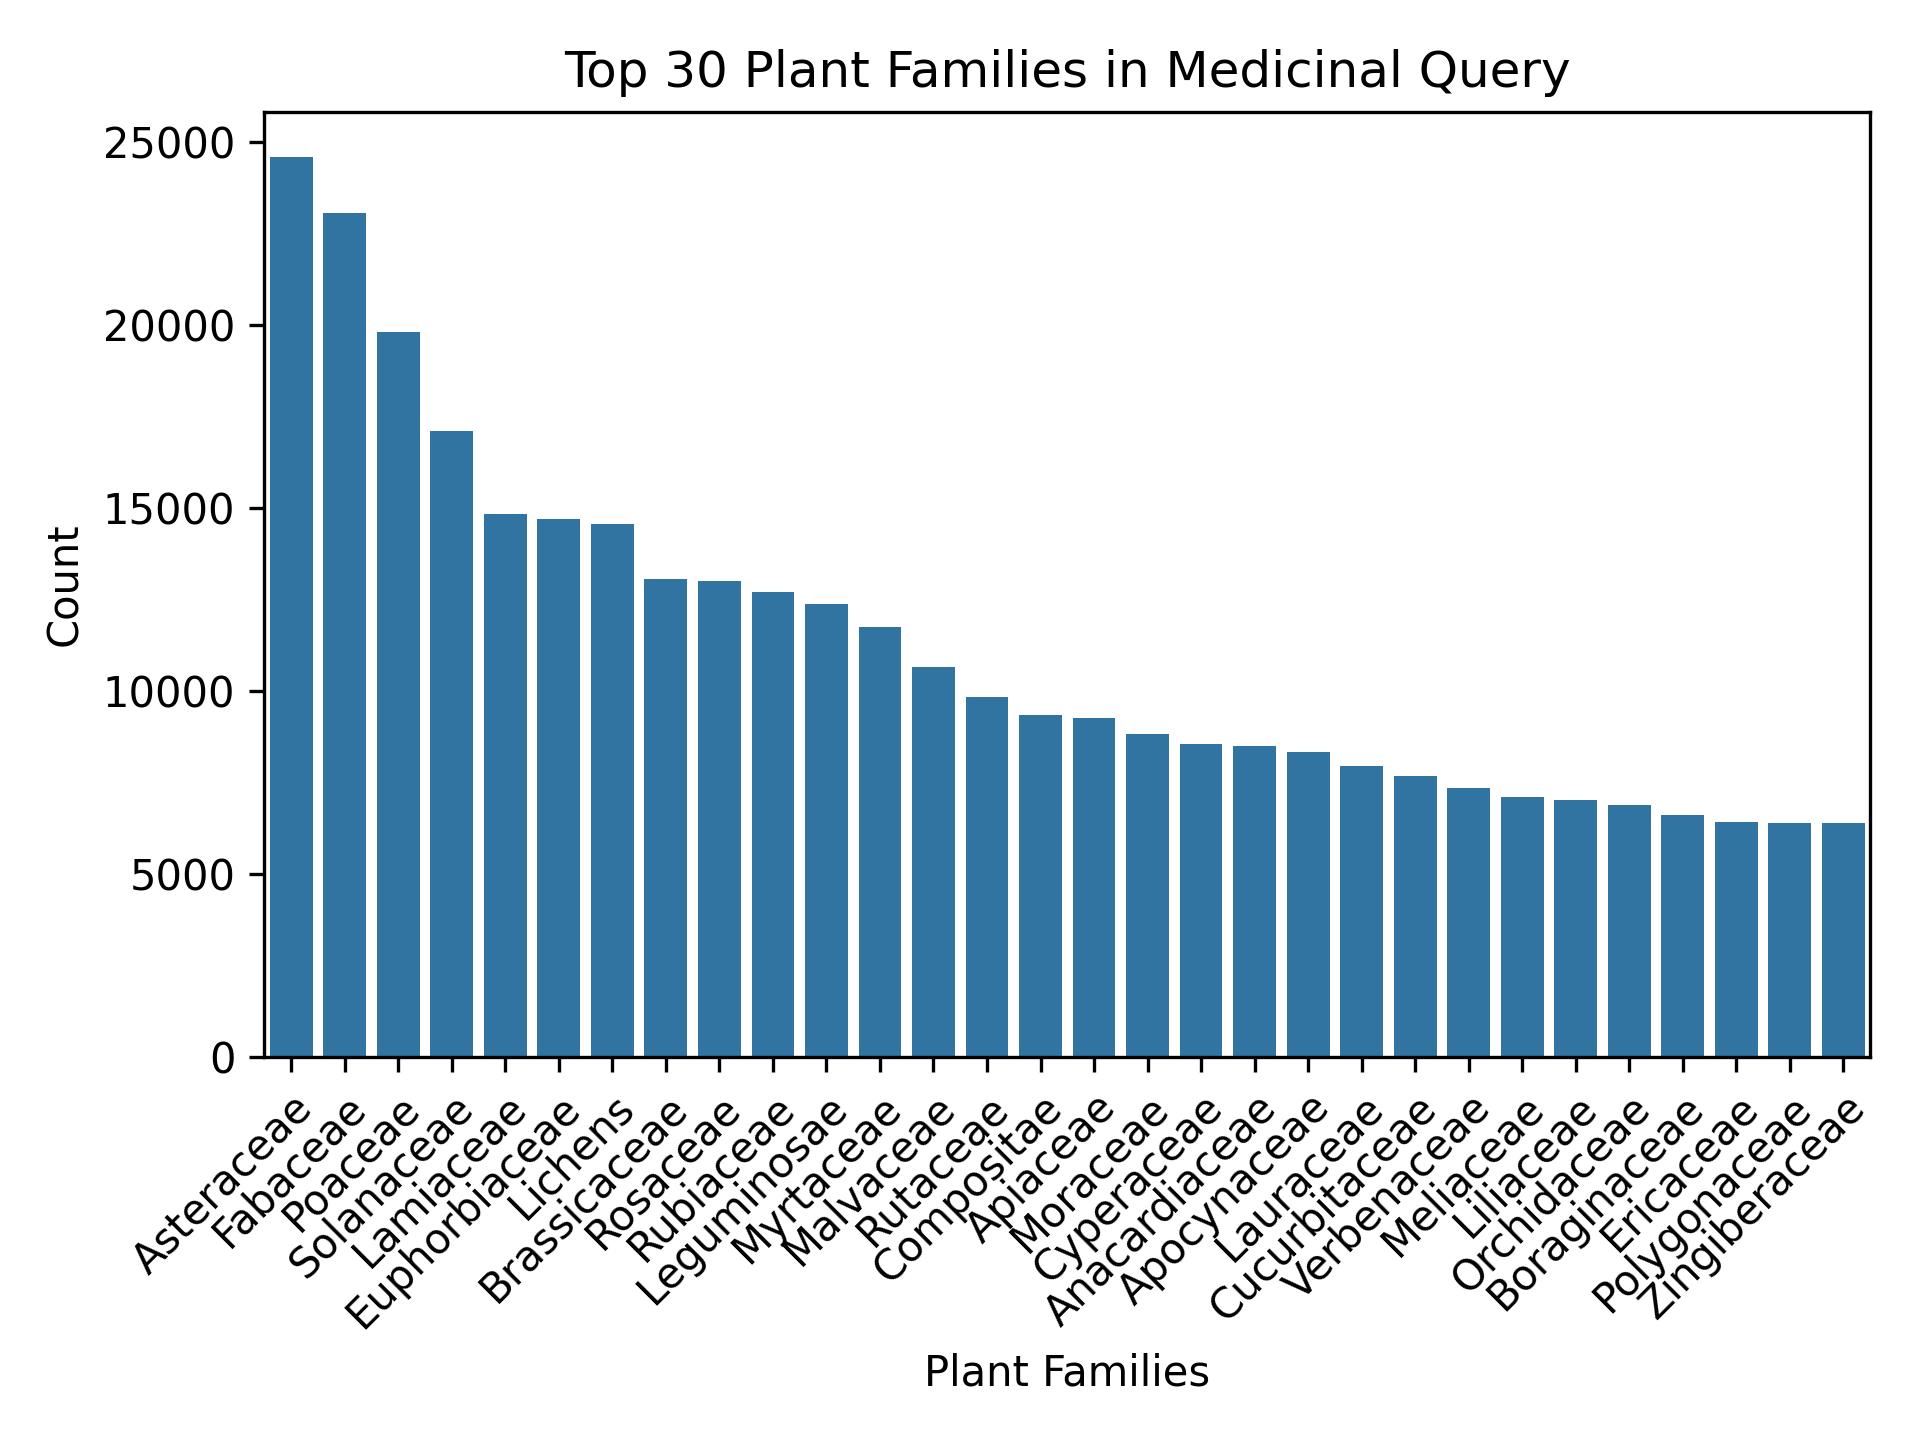 Top 30 Plant Families in Medicinal Query
25000
20000
15000
10000
5000
0
Count
Asteraceae
Fabaceae
Poaceae
Solanaceae
Lamiaceae
Euphorbiaceae
Lichens
Brassicaceae
Rosaceae
Rubiaceae
Leguminosae
Myrtaceae
Malvaceae
Rutaceae
Compositae
Apiaceae
Moraceae
Cyperaceae
Anacardiaceae
Apocynaceae
Lauraceae
Cucurbitaceae
Verbenaceae
Meliaceae
Liliaceae
Orchidaceae
Boraginaceae
Ericaceae
Polygonaceae
Zingiberaceae
Plant Families